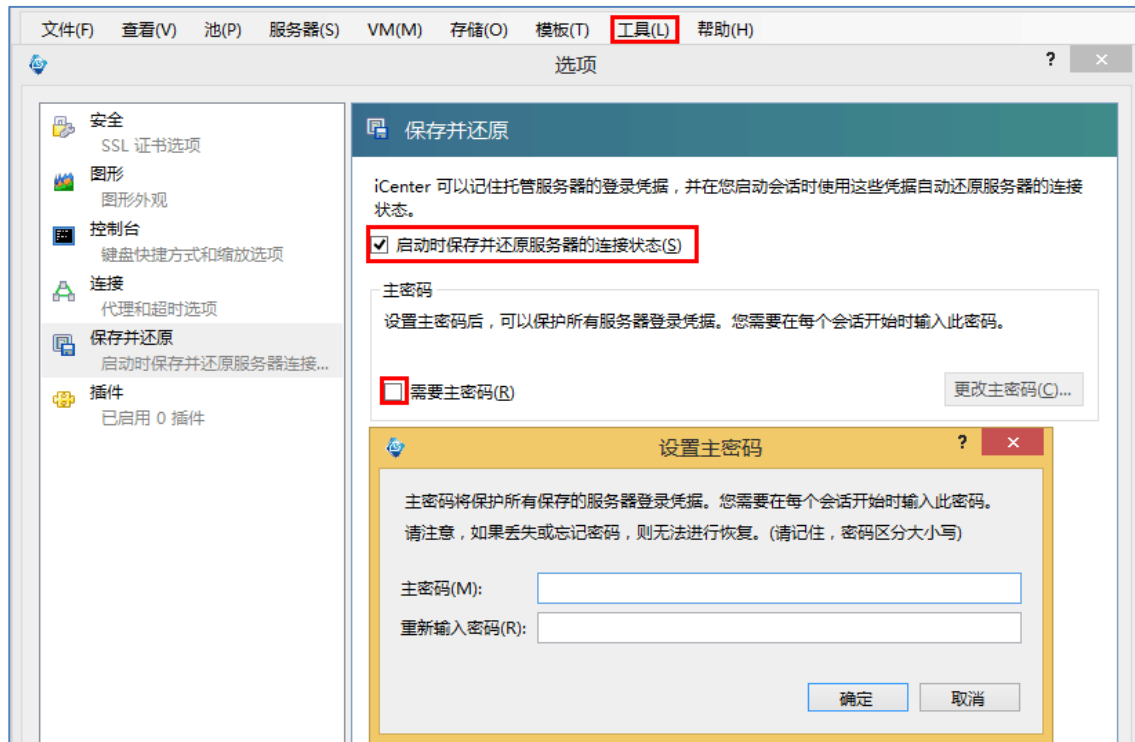 文件(F) 查看(V) 池(P) 服务器(S) VM(M) 存储(O) 模板(T) 工具(L) 帮助(H)
选项 ? ×
安全
SSL 证书选项
图形
图形外观
控制台
键盘快捷方式和缩放选项
连接
代理和超时选项
保存并还原
启动时保存并还原服务器连接...
插件
已启用 0 插件
保存并还原
iCenter 可以记住托管服务器的登录凭据，并在您启动会话时使用这些凭据自动还原服务器的连接
状态。
启动时保存并还原服务器的连接状态(S)
主密码
设置主密码后，可以保护所有服务器登录凭据。您需要在每个会话开始时输入此密码。
需要主密码(R)
更改主密码(C)...
设置主密码 ? ×
主密码将保护所有保存的服务器登录凭据。您需要在每个会话开始时输入此密码。
请注意，如果丢失或忘记密码，则无法进行恢复。(请记住，密码区分大小写)
主密码(M):
重新输入密码(R):
确定 取消